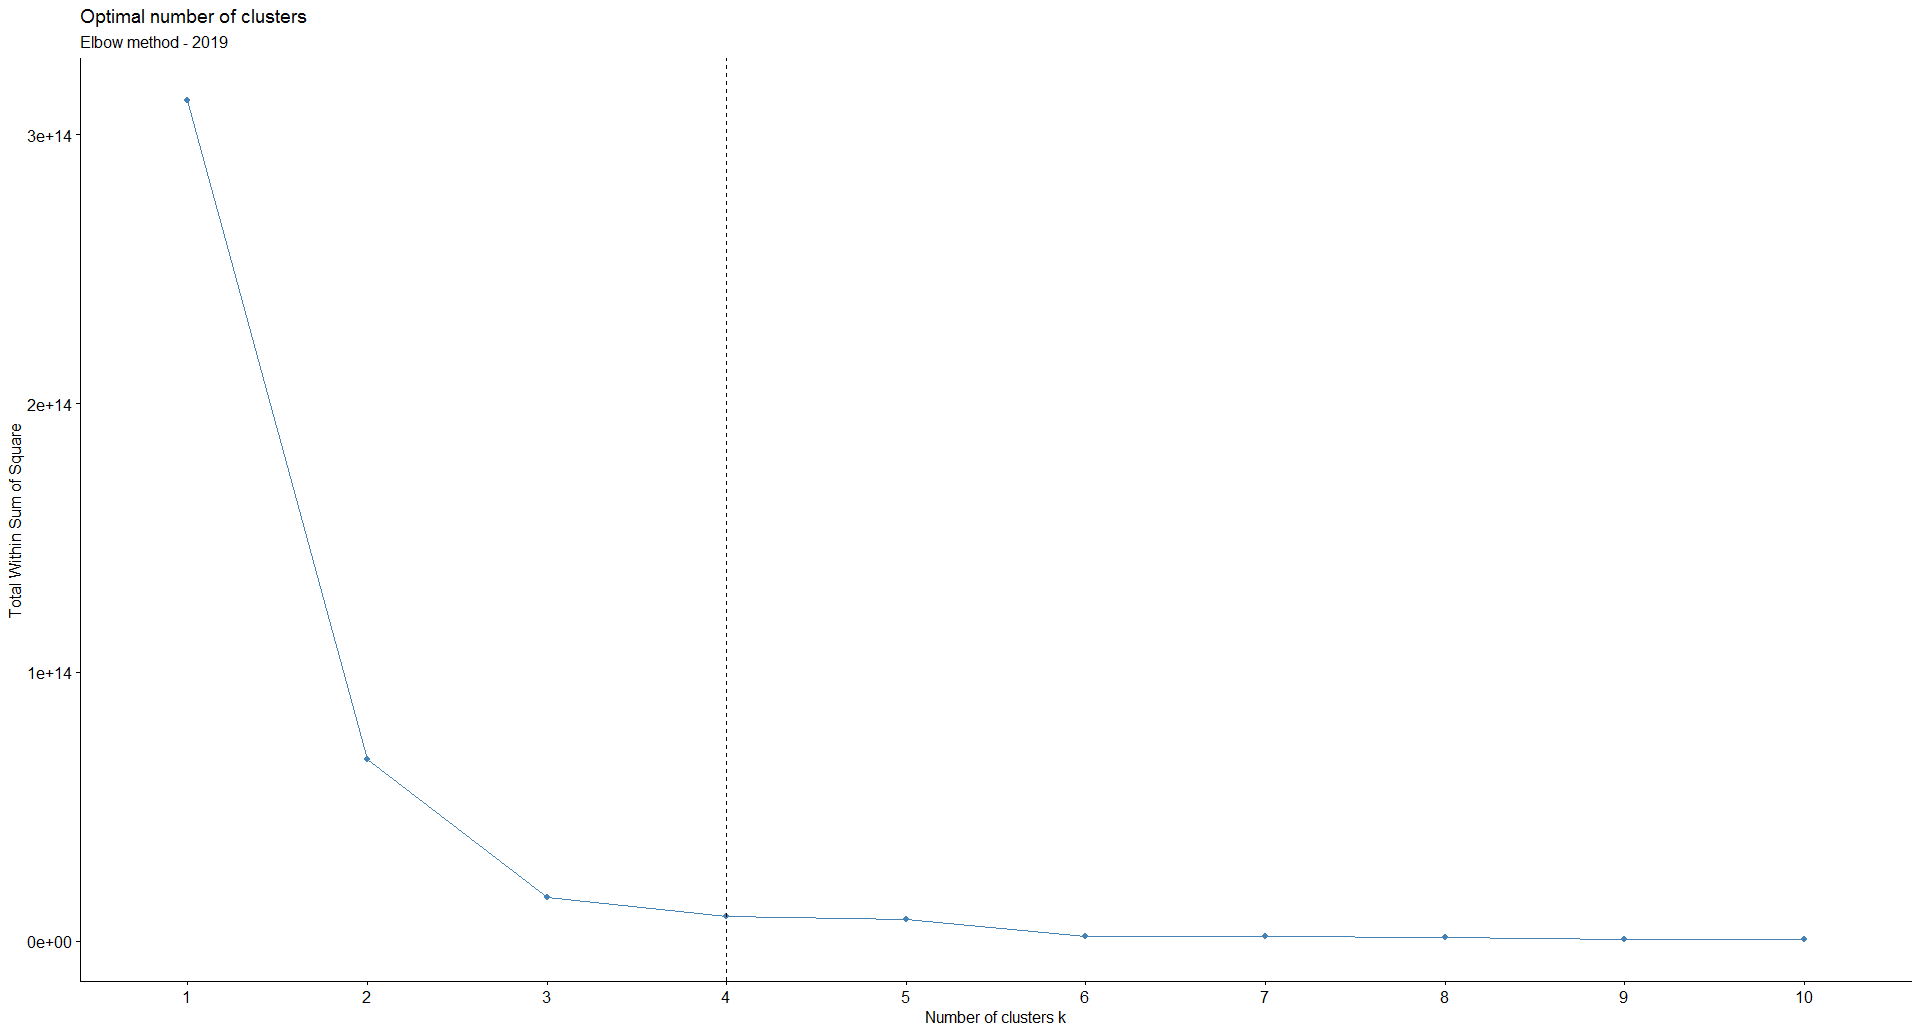 Optimal number of clusters
Elbow method - 2019
Total Within Sum of Square
3e+14
2e+14
1e+14
0e+00
1 2 3 4 5 6 7 8 9 10
Number of clusters k